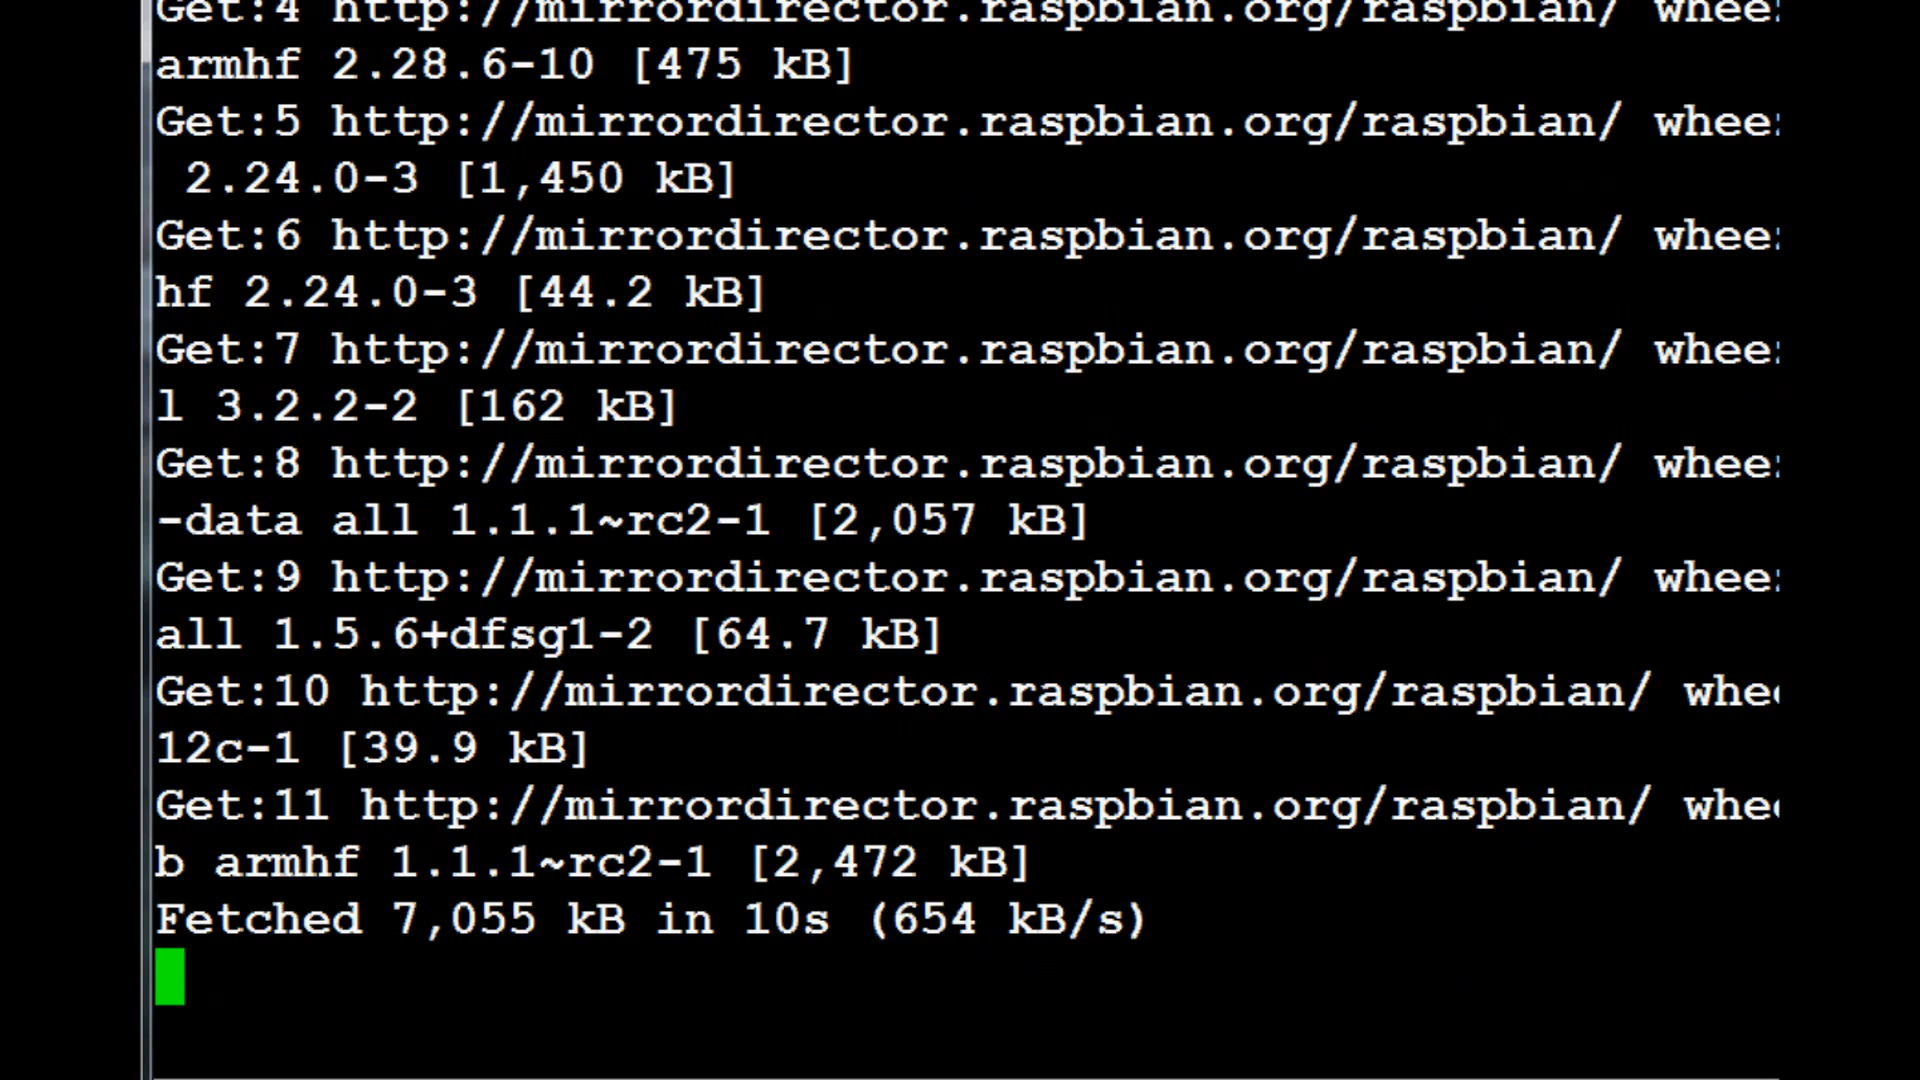 Get:4 http://mirrordirector.raspbian.org/raspbian/
armhf 2.28.6-10 [475 kB]
Get:5 http://mirrordirector.raspbian.org/raspbian/ whee
 2.24.0-3 [1,450 kB]
Get:6 http://mirrordirector.raspbian.org/raspbian/ whee
hf 2.24.0-3 [44.2 kB]
Get:7 http://mirrordirector.raspbian.org/raspbian/ whee
l 3.2.2-2 [162 kB]
Get:8 http://mirrordirector.raspbian.org/raspbian/ whee
-data all 1.1.1~rc2-1 [2,057 kB]
Get:9 http://mirrordirector.raspbian.org/raspbian/ whee
all 1.5.6+dfsg1-2 [64.7 kB]
Get:10 http://mirrordirector.raspbian.org/raspbian/ whe
12c-1 [39.9 kB]
Get:11 http://mirrordirector.raspbian.org/raspbian/ whe
b armhf 1.1.1~rc2-1 [2,472 kB]
Fetched 7,055 kB in 10s (654 kB/s)